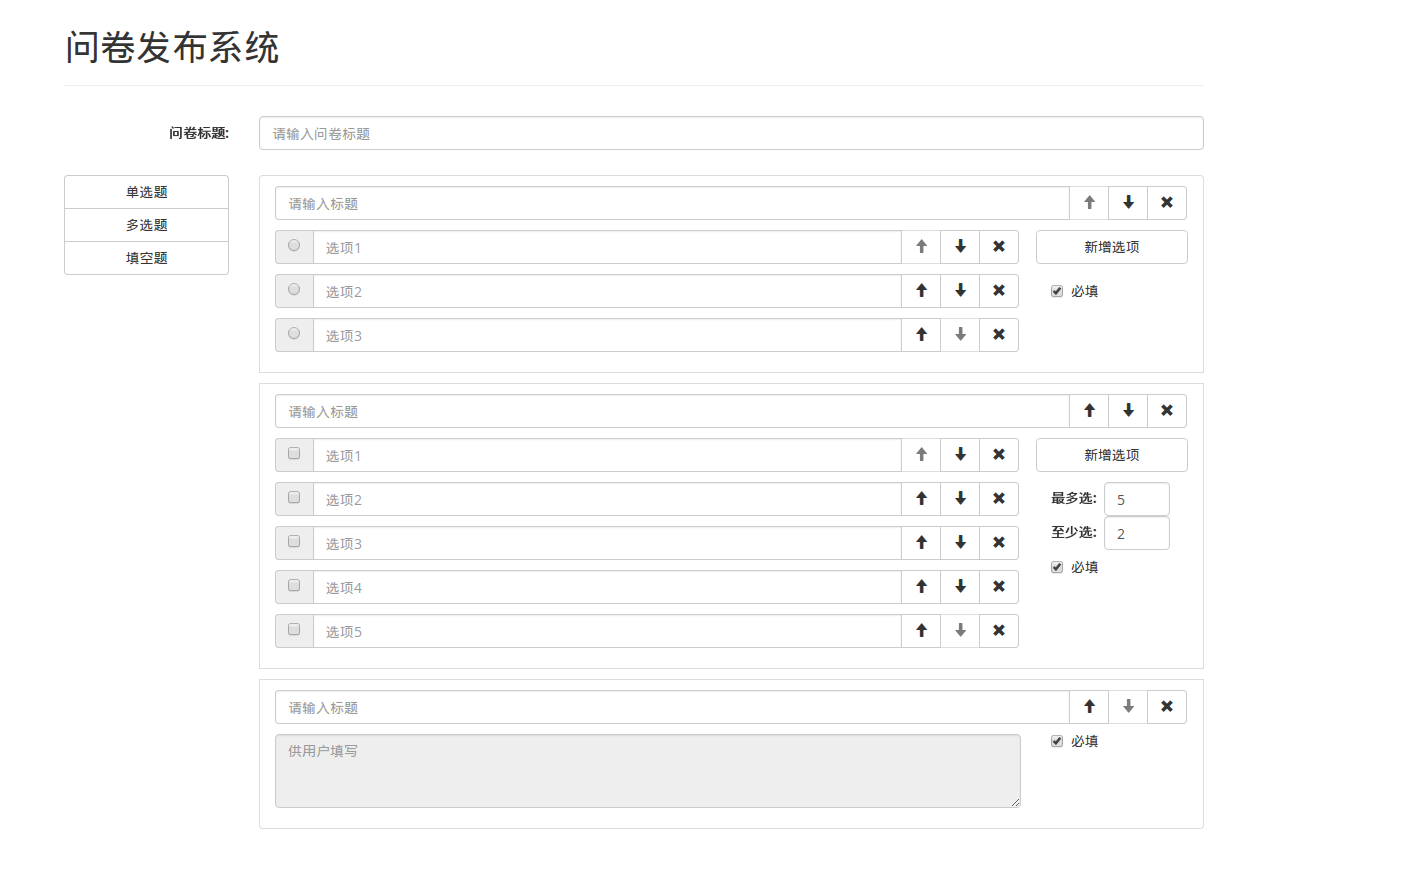 问卷发布系统
问卷标题: 请输入问卷标题
单选题
多选题
填空题
请输入标题
选项1 新增选项
选项2 必填
选项3
请输入标题
选项1 新增选项
选项2 最多选: 5
选项3 至少选: 2
选项4 必填
选项5
请输入标题
供用户填写 必填